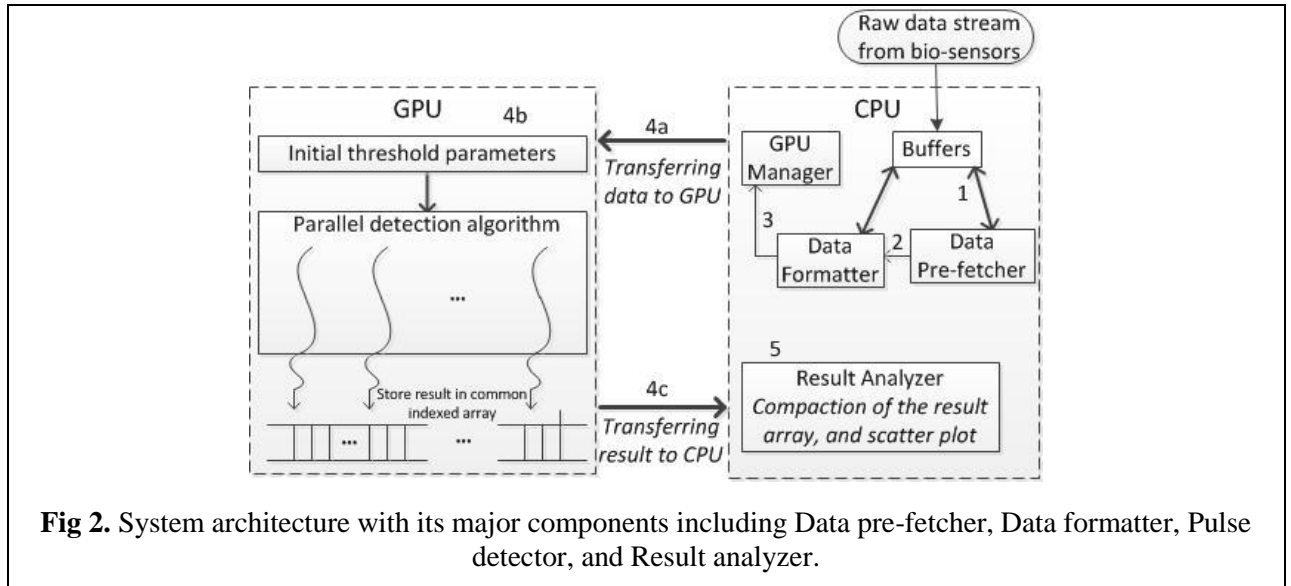 Raw data stream
from bio-sensors
GPU
4b
Initial threshold parameters
Parallel detection algorithm
...
Store result in common
indexed array
...
...
4a
Transferring
data to GPU
4c
Transferring
result to CPU
CPU
GPU
Manager
Buffers
1
3
2
Data
Formatter
Data
Pre-fetcher
5
Result Analyzer
Compaction of the result
array, and scatter plot
Fig 2. System architecture with its major components including Data pre-fetcher, Data formatter, Pulse
detector, and Result analyzer.